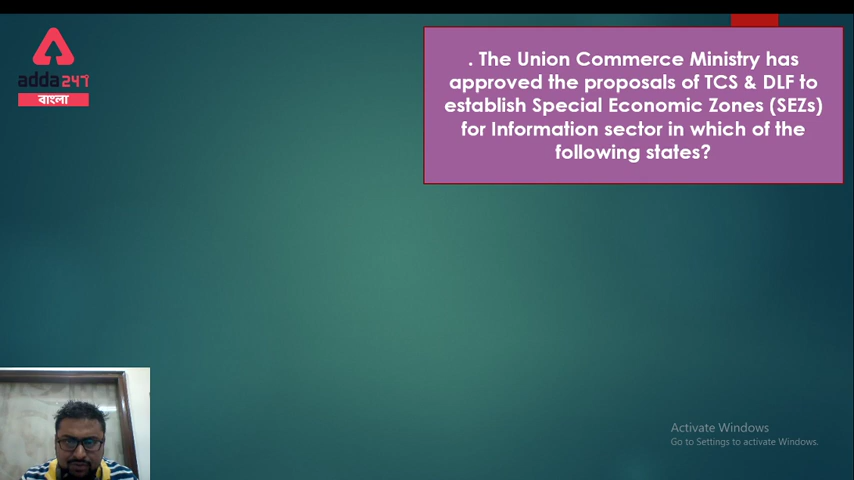 adda247
বাংলা
. The Union Commerce Ministry has
approved the proposals of TCS & DLF to
establish Special Economic Zones (SEZs)
for Information sector in which of the
following states?
Activate Windows
Go to Settings to activate Windows.